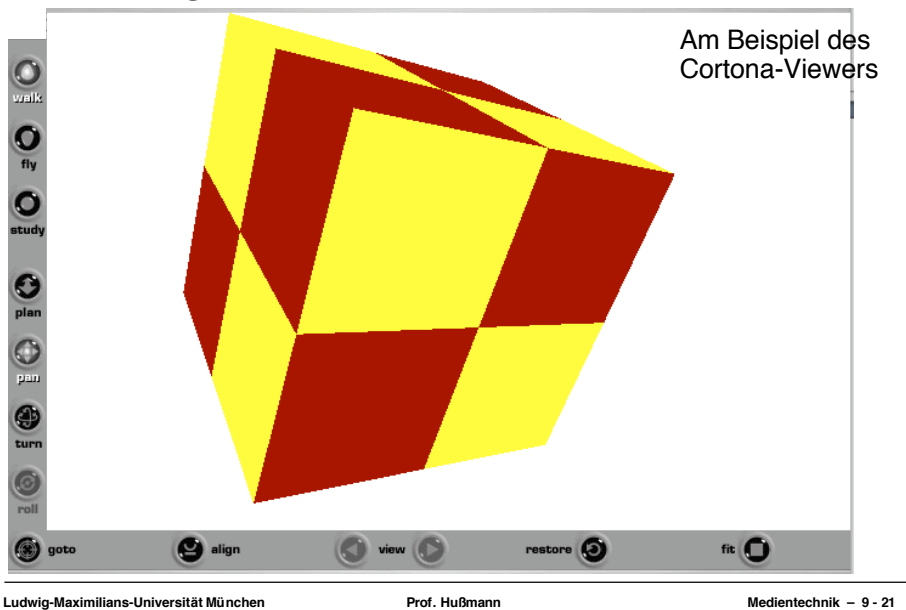 Am Beispiel des
Cortona-Viewers
walk
fly
study
plan
pan
turn
roll
goto align view restore fit
Ludwig-Maximilians-Universität München Prof. Hußmann Medientechnik – 9 - 21